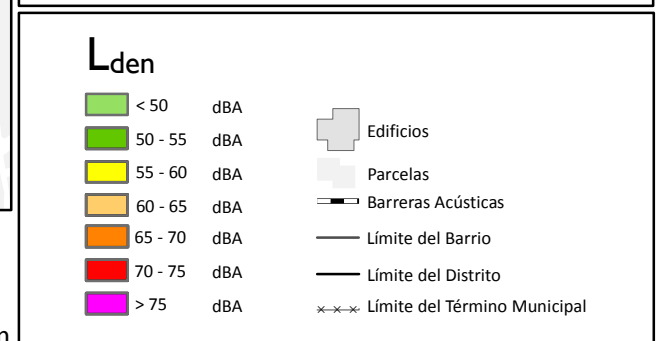 Lden
< 50 dBA
50 - 55 dBA
55 - 60 dBA
60 - 65 dBA
65 - 70 dBA
70 - 75 dBA
> 75 dBA
Edificios
Parcelas
Barreras Acústicas
Límite del Barrio
Límite del Distrito
Límite del Término Municipal